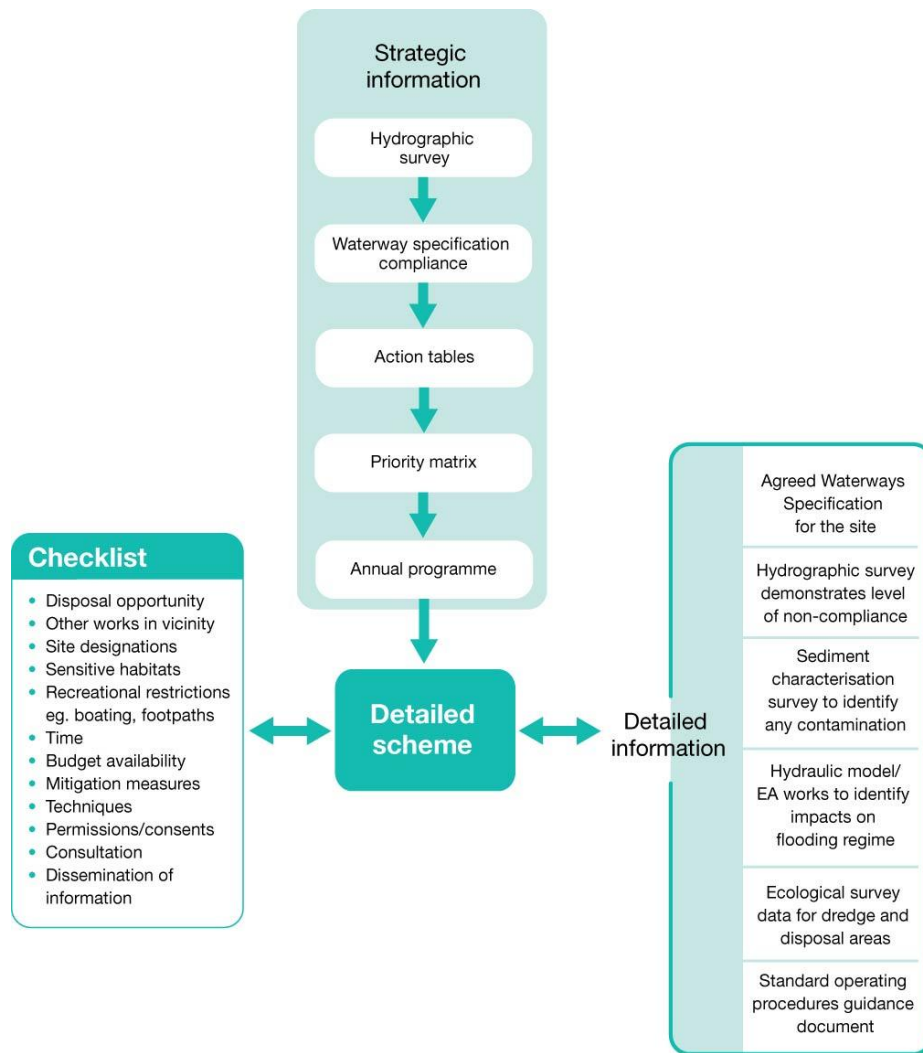 Strategic
information
Hydrographic
survey
Waterway specification
compliance
Action tables
Priority matrix
Annual programme
Checklist
• Disposal opportunity
• Other works in vicinity
• Site designations
• Sensitive habitats
• Recreational restrictions
eg. boating, footpaths
• Time
• Budget availability
• Mitigation measures
• Techniques
• Permissions/consents
• Consultation
• Dissemination of
information
Detailed
scheme
Detailed
information
Agreed Waterways
Specification
for the site
Hydrographic survey
demonstrates level
of non-compliance
Sediment
characterisation
survey to identify
any contamination
Hydraulic model/
EA works to identify
impacts on
flooding regime
Ecological survey
data for dredge and
disposal areas
Standard operating
procedures guidance
document